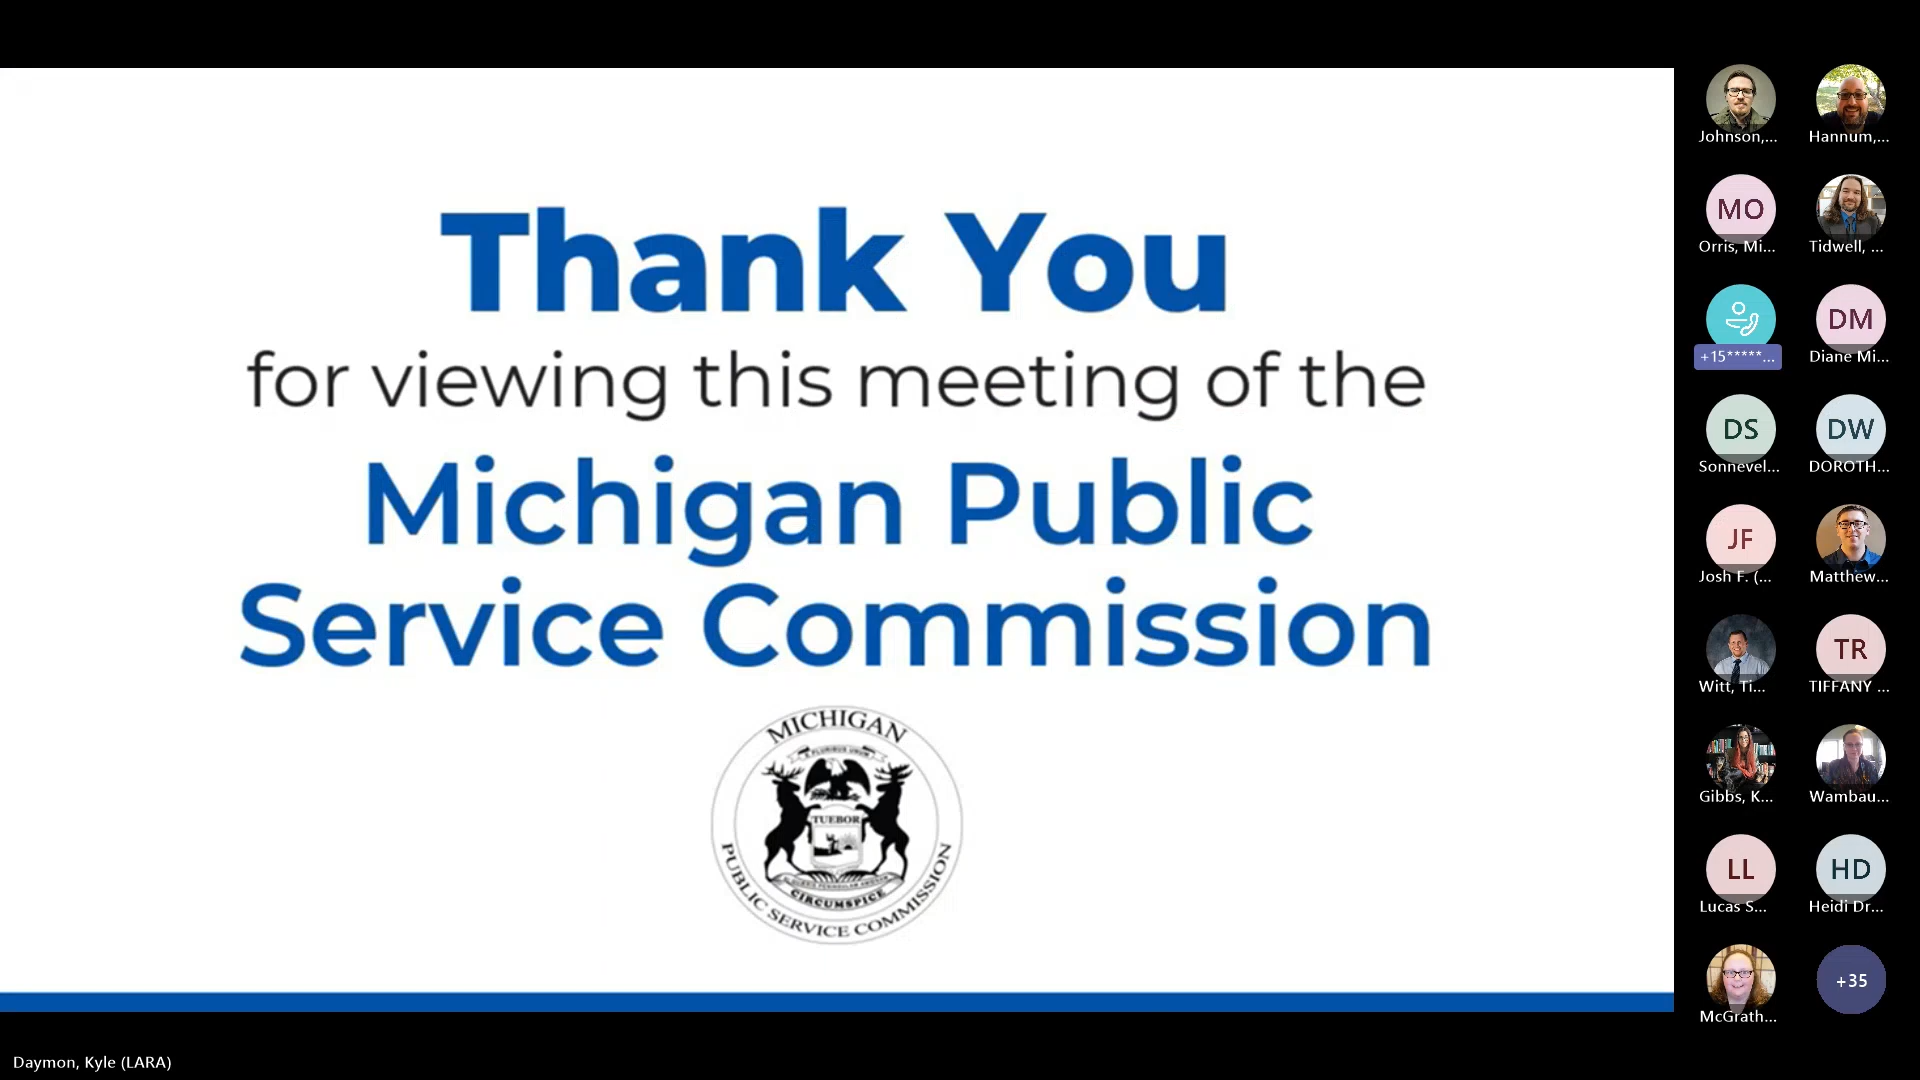 Thank You
for viewing this meeting of the
Michigan Public
Service Commission
MICHIGAN
E PLURIBUS UNUM
TUEBOR
CIRCUMSPICE
PUBLIC SERVICE COMMISSION
Daymon, Kyle (LARA)
Johnson,...
Hannum,...
MO
Orris, Mi...
Tidwell, ...
+15*****...
DM
Diane Mi...
DS
Sonnevel...
DW
DOROTH...
JF
Josh F. (...
Matthew...
Witt, Ti...
TR
TIFFANY ...
Gibbs, K...
Wambau...
LL
Lucas S...
HD
Heidi Dr...
McGrath...
+35